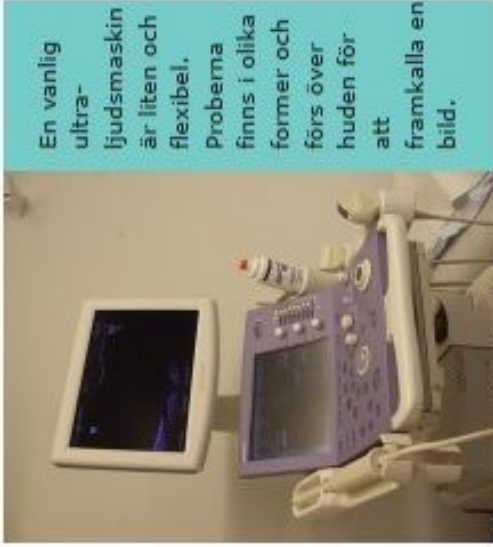 En vanlig
ultra-
ljudsmaskin
är liten och
flexibel.
Proberna
finns i olika
former och
förs över
huden för
att
framkalla en
bild.